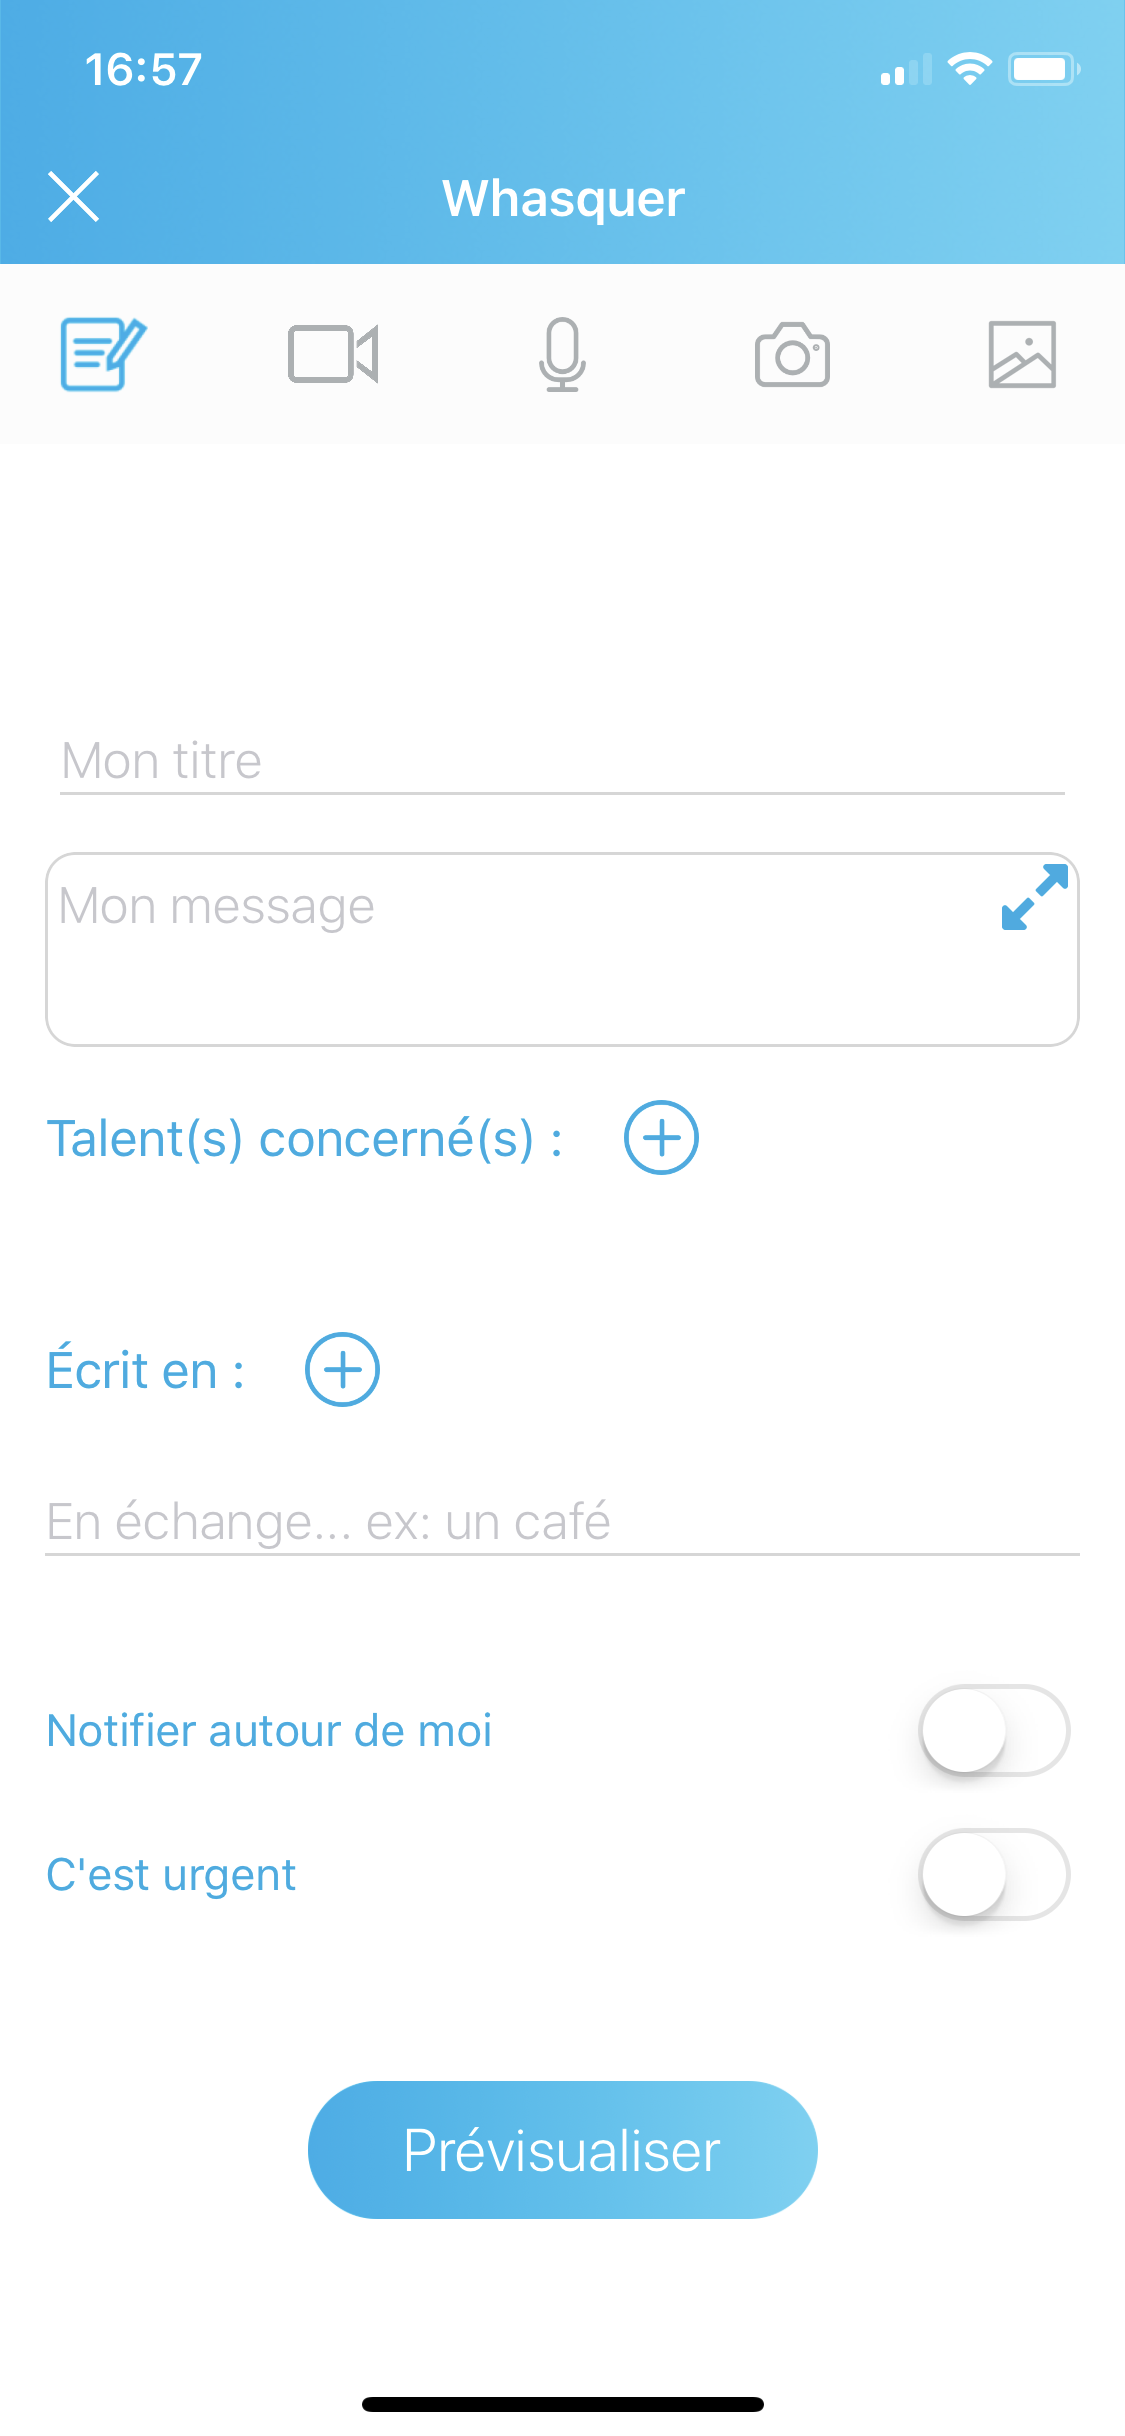 16:57
Whasquer
Mon titre
Mon message
Talent(s) concerné(s) :
Écrit en :
En échange... ex: un café
Notifier autour de moi
C'est urgent
Prévisualiser